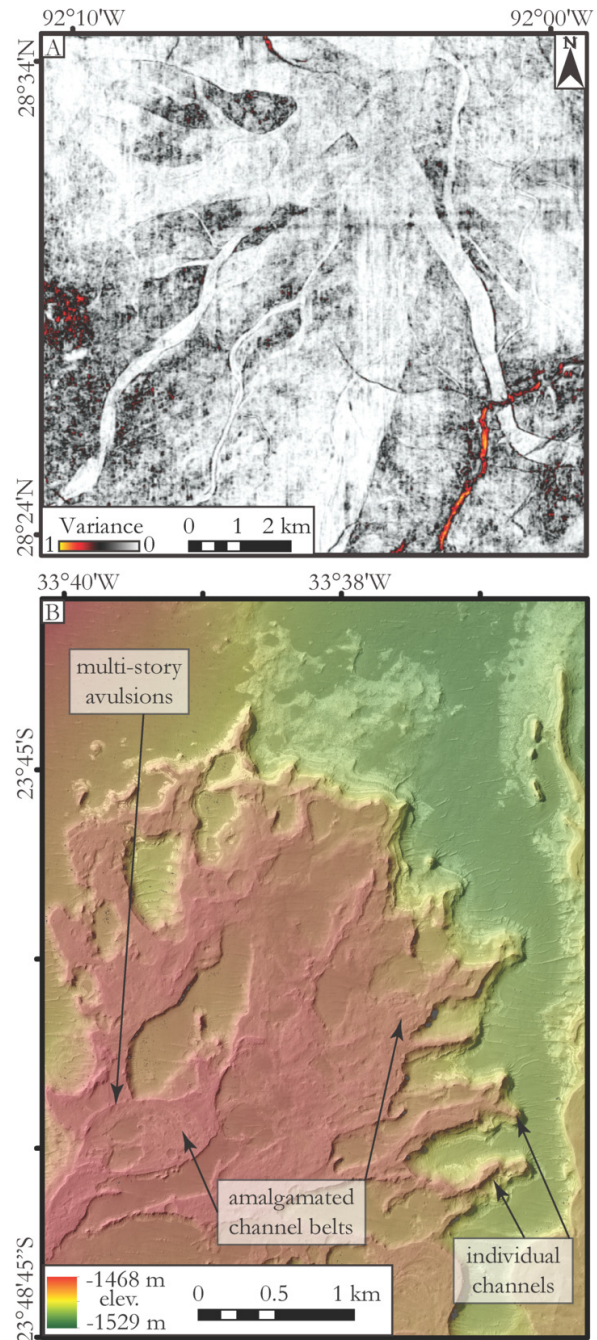 92°10'W
92°00'W
A
N
28°34'N
28°24'N
Variance
1
0
0 1 2 km
33°40'W
33°38'W
B
multi-story
avulsions
23°45'S
amalgamated
channel belts
individual
channels
23°48'45"S
-1468 m
elev.
-1529 m
0 0.5 1 km